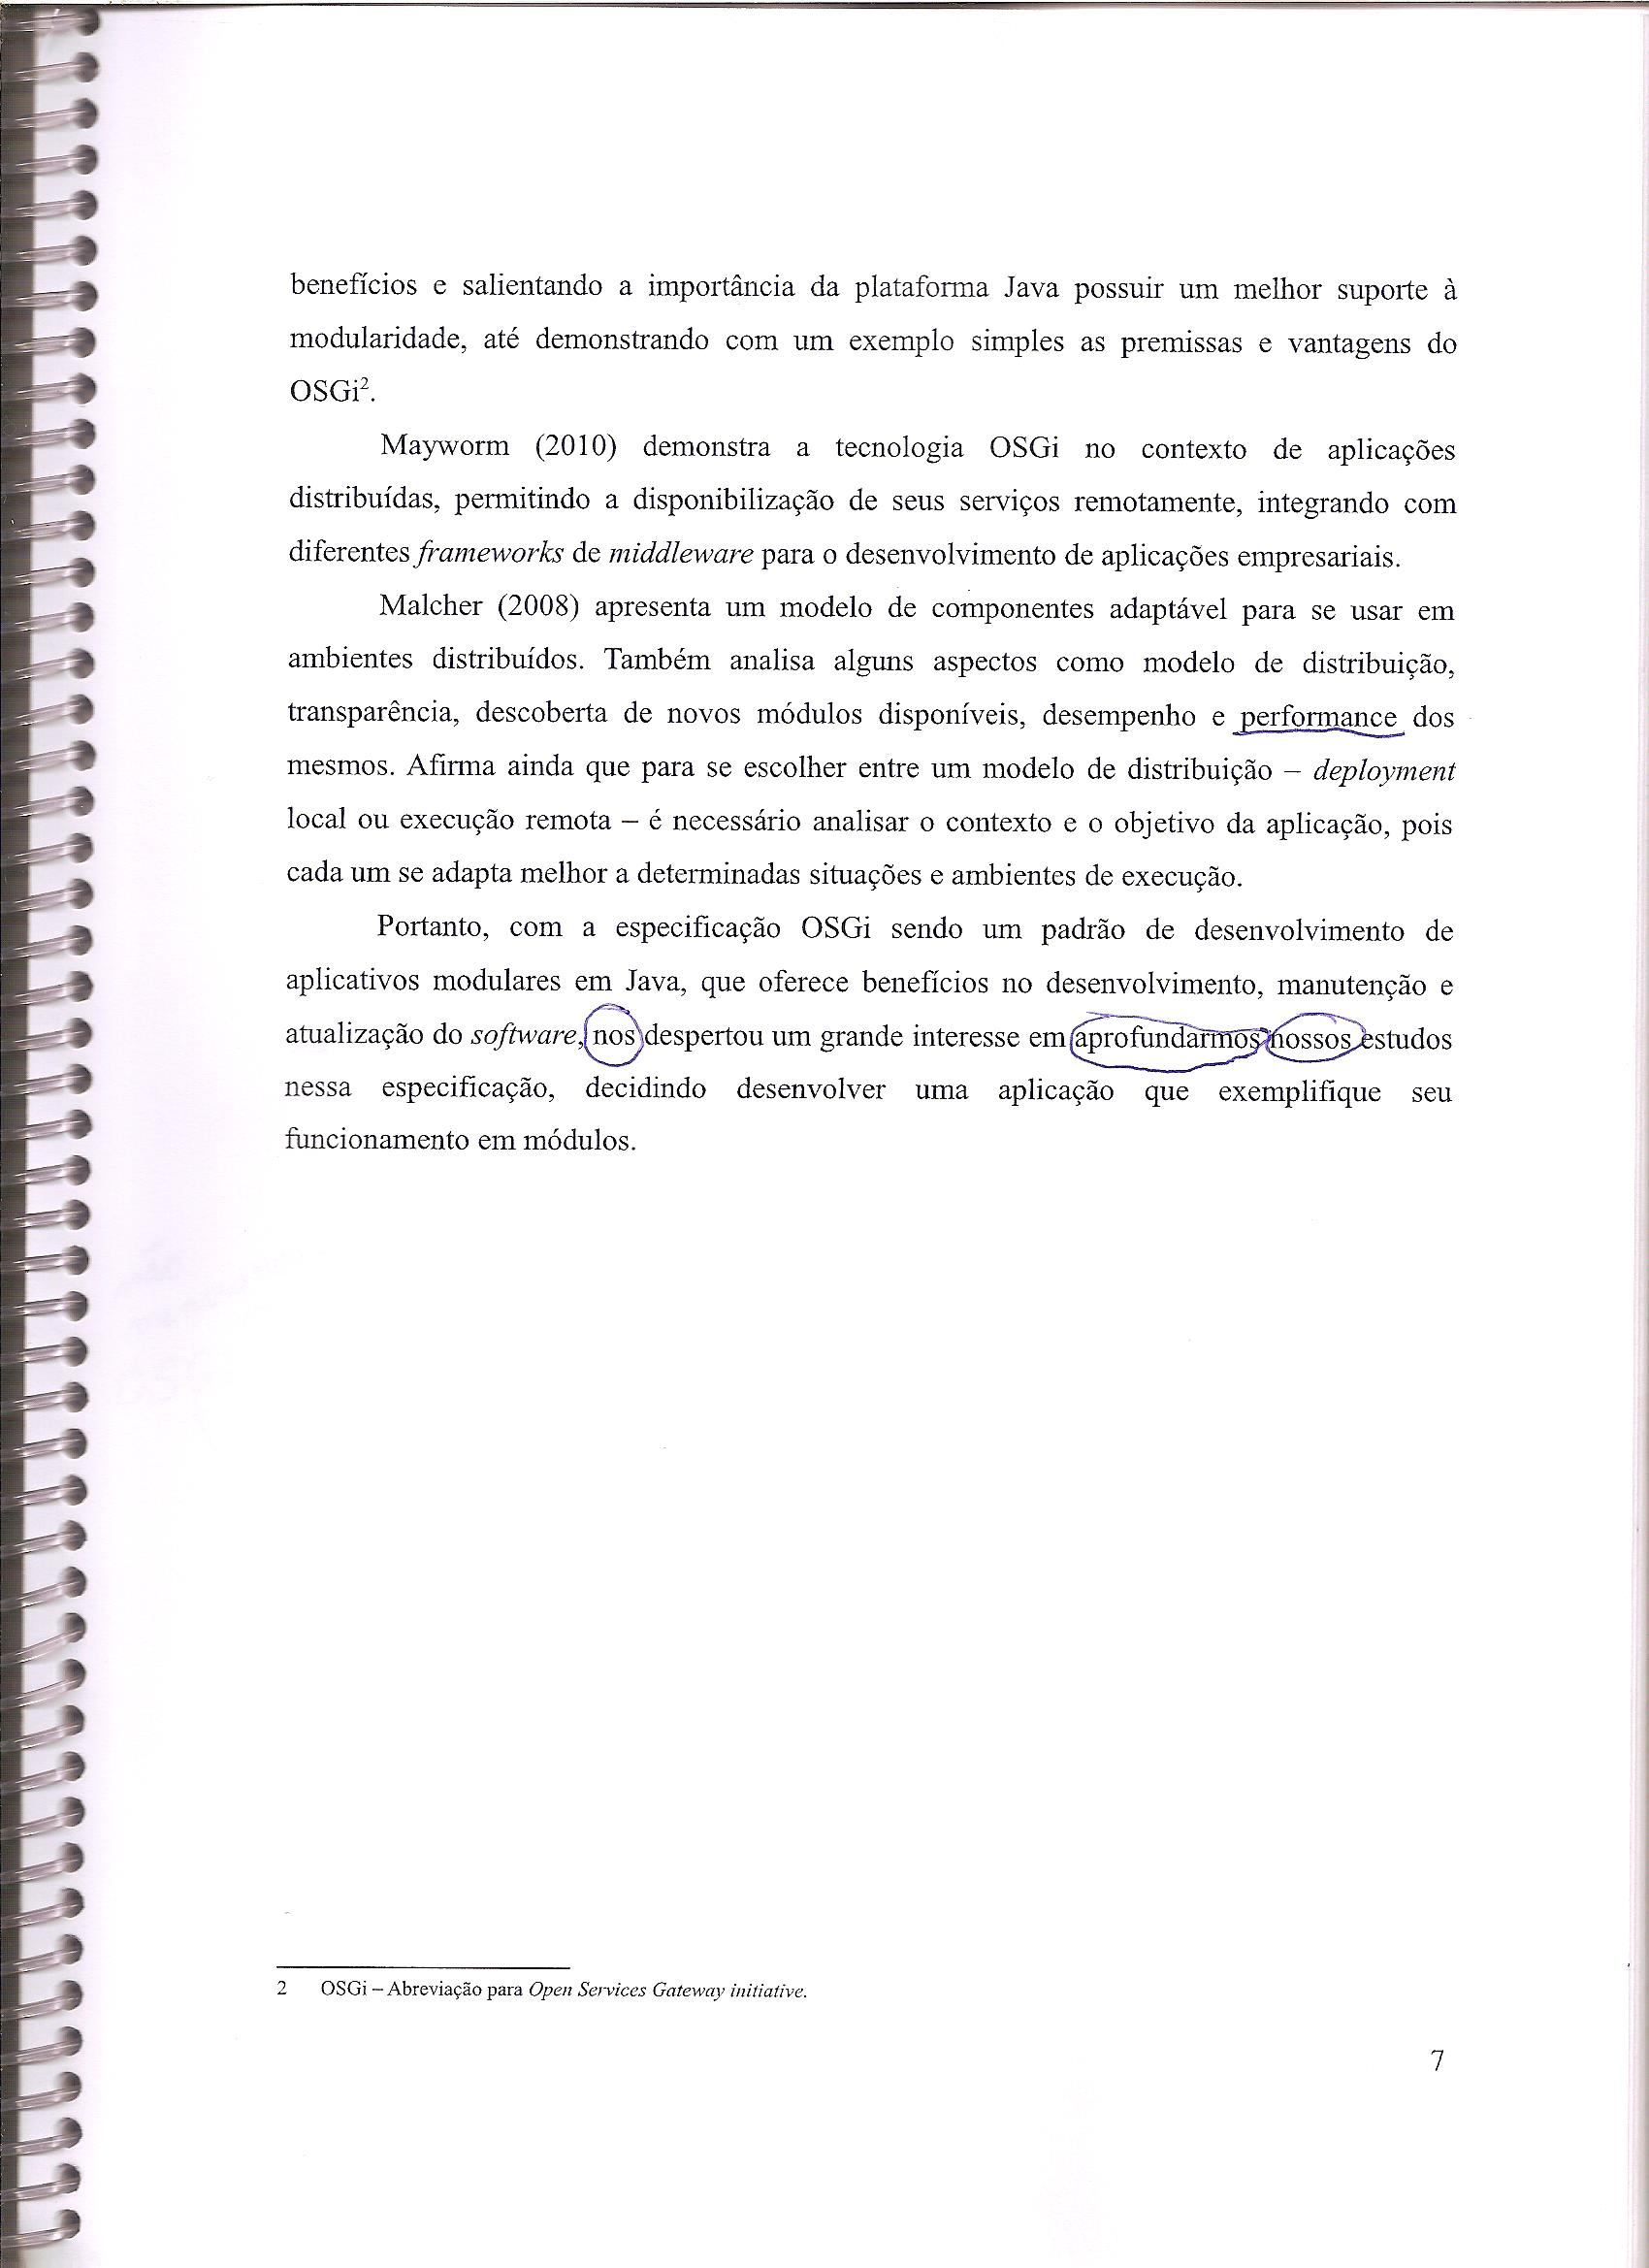 benefícios e salientando a importância da plataforma Java possuir um melhor suporte à
modularidade, até demonstrando com um exemplo simples as premissas e vantagens do
OSGi².
Mayworm (2010) demonstra a tecnologia OSGi no contexto de aplicações
distribuídas, permitindo a disponibilização de seus serviços remotamente, integrando com
diferentes frameworks de middleware para o desenvolvimento de aplicações empresariais.
Malcher (2008) apresenta um modelo de componentes adaptável para se usar em
ambientes distribuídos. Também analisa alguns aspectos como modelo de distribuição,
transparência, descoberta de novos módulos disponíveis, desempenho e performance dos
mesmos. Afirma ainda que para se escolher entre um modelo de distribuição – deployment
local ou execução remota – é necessário analisar o contexto e o objetivo da aplicação, pois
cada um se adapta melhor a determinadas situações e ambientes de execução.
Portanto, com a especificação OSGi sendo um padrão de desenvolvimento de
aplicativos modulares em Java, que oferece benefícios no desenvolvimento, manutenção e
atualização do software, nos despertou um grande interesse em aprofundarmos nossos estudos
nessa especificação, decidindo desenvolver uma aplicação que exemplifique seu
funcionamento em módulos.
2 OSGi – Abreviação para Open Services Gateway initiative.
7